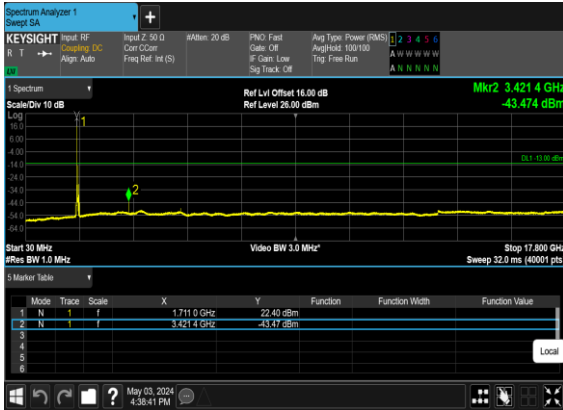 Spectrum Analyzer 1
Swept SA
+
KEYSIGHT Input: RF Input Z: 50 Ω #Atten: 20 dB PNO: Fast Avg Type: Power (RMS) 1 2 3 4 5 6
R T Coupling: DC Corr CCorr Gate: Off Avg|Hold: 100/100 A W W W W W
Align: Auto Freq Ref: Int (S) IF Gain: Low Trig: Free Run
Sig Track: Off A N N N N N
1 Spectrum Ref Lvl Offset 16.00 dB Mkr2 3.421 4 GHz
Scale/Div 10 dB Ref Level 26.00 dBm -43.474 dBm
Log
16.0 1
6.00
-4.00
-14.0 DL1 -13.00 dBm
-24.0
-34.0 2
-44.0
-54.0
-64.0
Start 30 MHz Video BW 3.0 MHz* Stop 17.800 GHz
#Res BW 1.0 MHz Sweep 32.0 ms (40001 pts)
5 Marker Table
Mode Trace Scale X Y Function Function Width Function Value
1 N 1 f 1.711 0 GHz 22.40 dBm
2 N 1 f 3.421 4 GHz -43.47 dBm
3
4
5
6
Local
? May 03, 2024
4:38:41 PM